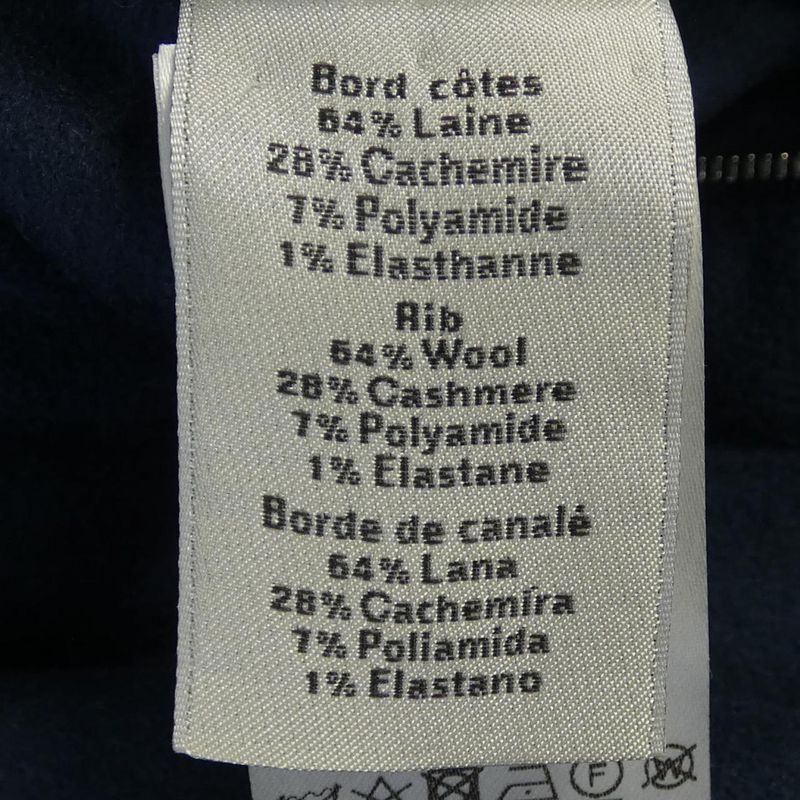 Bord côtes
64% Laine
28% Cachemire
7% Polyamide
1% Elasthanne
Rib
64% Wool
28% Cashmere
7% Polyamide
1% Elastane
Borde de canalé
64% Lana
28% Cachemira
7% Poliamida
1% Elastano
F W